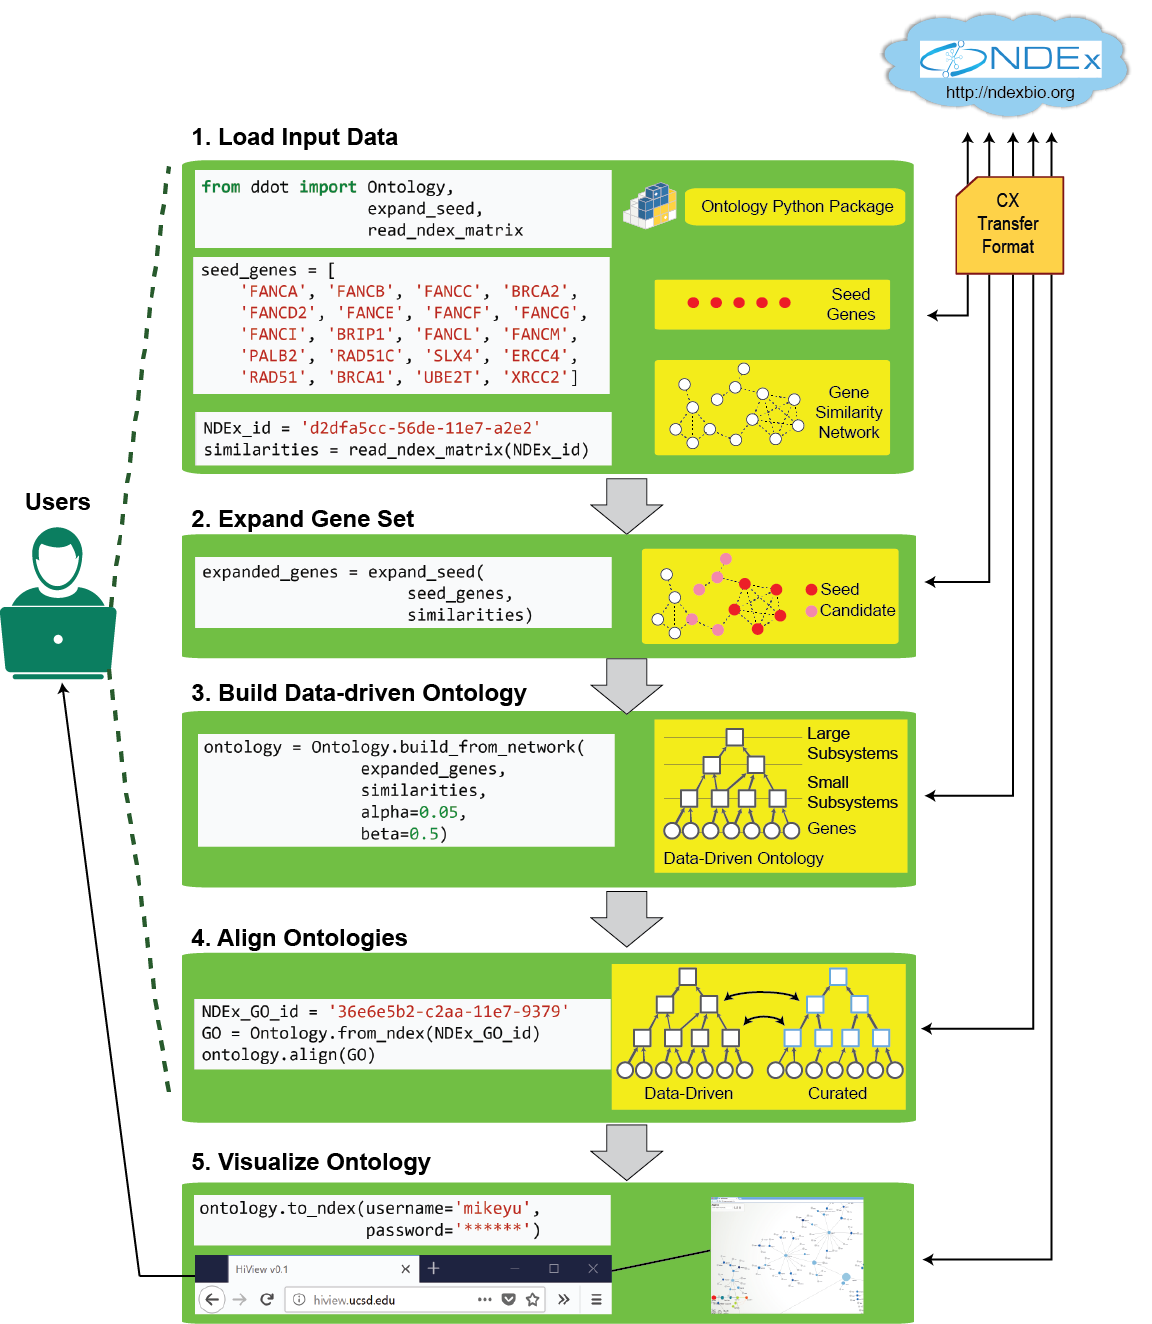 NDEx
http://ndexbio.org
CX
Transfer
Format
Users
1. Load Input Data
from ddot import Ontology,
expand_seed,
read_ndex_matrix
Ontology Python Package
seed_genes = [
'FANCA', 'FANCB', 'FANCC', 'BRCA2',
'FANCD2', 'FANCE', 'FANCF', 'FANCG',
'FANCI', 'BRIP1', 'FANCL', 'FANCM',
'PALB2', 'RAD51C', 'SLX4', 'ERCC4',
'RAD51', 'BRCA1', 'UBE2T', 'XRCC2']
Seed
Genes
Gene
Similarity
Network
NDEx_id = 'd2dfa5cc-56de-11e7-a2e2'
similarities = read_ndex_matrix(NDEx_id)
2. Expand Gene Set
expanded_genes = expand_seed(
seed_genes,
similarities)
Seed
Candidate
3. Build Data-driven Ontology
ontology = Ontology.build_from_network(
expanded_genes,
similarities,
alpha=0.05,
beta=0.5)
Large
Subsystems
Small
Subsystems
Genes
Data-Driven Ontology
4. Align Ontologies
NDEx_GO_id = '36e6e5b2-c2aa-11e7-9379'
GO = Ontology.from_ndex(NDEx_GO_id)
ontology.align(GO)
Data-Driven
Curated
5. Visualize Ontology
ontology.to_ndex(username='mikeyu',
password='******')
HiView v0.1
hiview.ucsd.edu